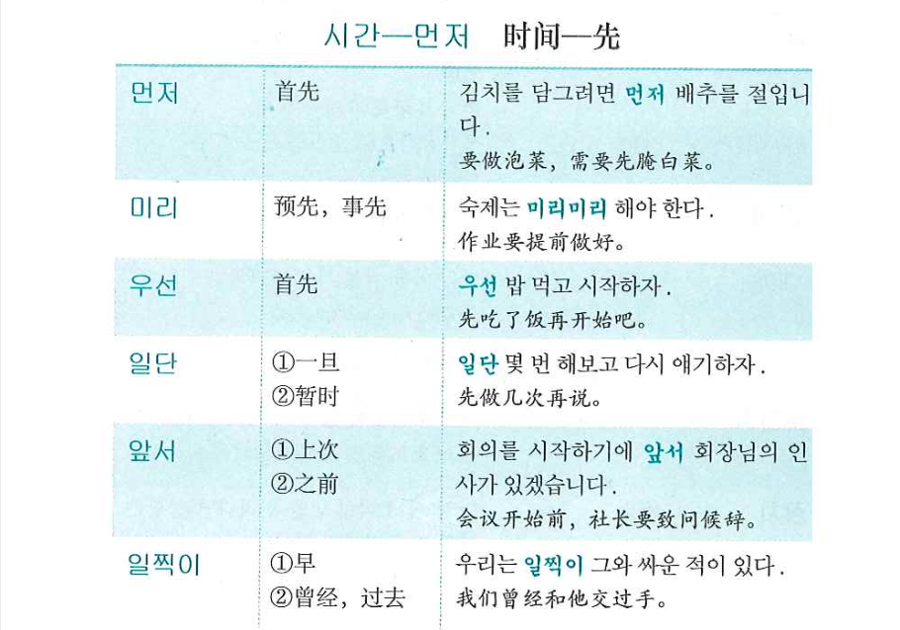 시간—먼저 时间—先
먼저 首先 김치를 담그려면 먼저 배추를 절입니
다.
要做泡菜，需要先腌白菜。
미리 预先，事先 숙제는 미리미리 해야 한다.
作业要提前做好。
우선 首先 우선 밥 먹고 시작하자.
先吃了饭再开始吧。
일단 ①一旦 일단 몇 번 해보고 다시 얘기하자.
②暂时 先做几次再说。
앞서 ①上次 회의를 시작하기에 앞서 회장님의 인
②之前 사가 있겠습니다.
会议开始前，社长要致问候辞。
일찍이 ①早 우리는 일찍이 그와 싸운 적이 있다.
②曾经，过去 我们曾经和他交过手。